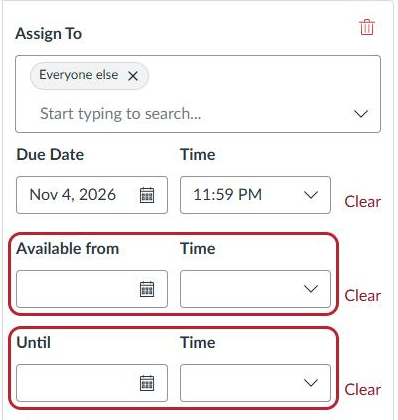 Assign To
Everyone else
Start typing to search...
Due Date Time
Nov 4, 2026 11:59 PM Clear
Available from Time
Clear
Until Time
Clear